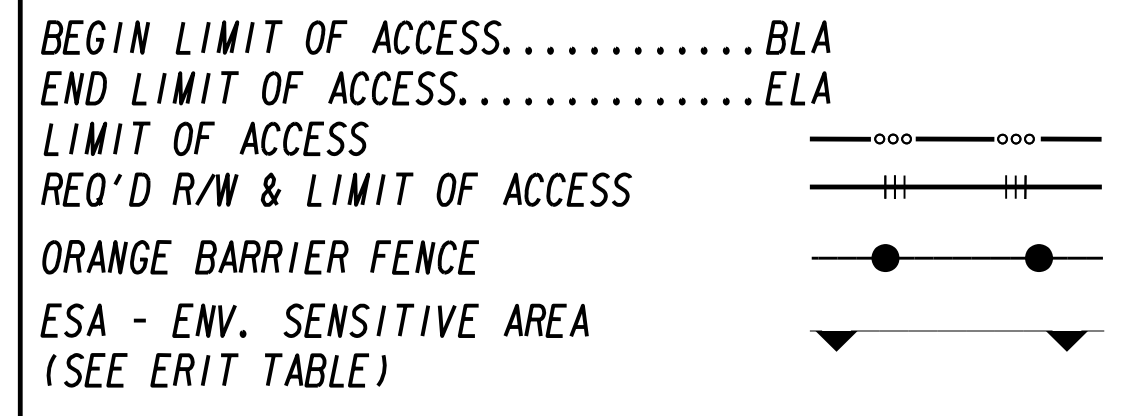 BEGIN LIMIT OF ACCESS.............BLA
END LIMIT OF ACCESS...............ELA
LIMIT OF ACCESS
REQ'D R/W & LIMIT OF ACCESS
ORANGE BARRIER FENCE
ESA - ENV. SENSITIVE AREA
(SEE ERIT TABLE)